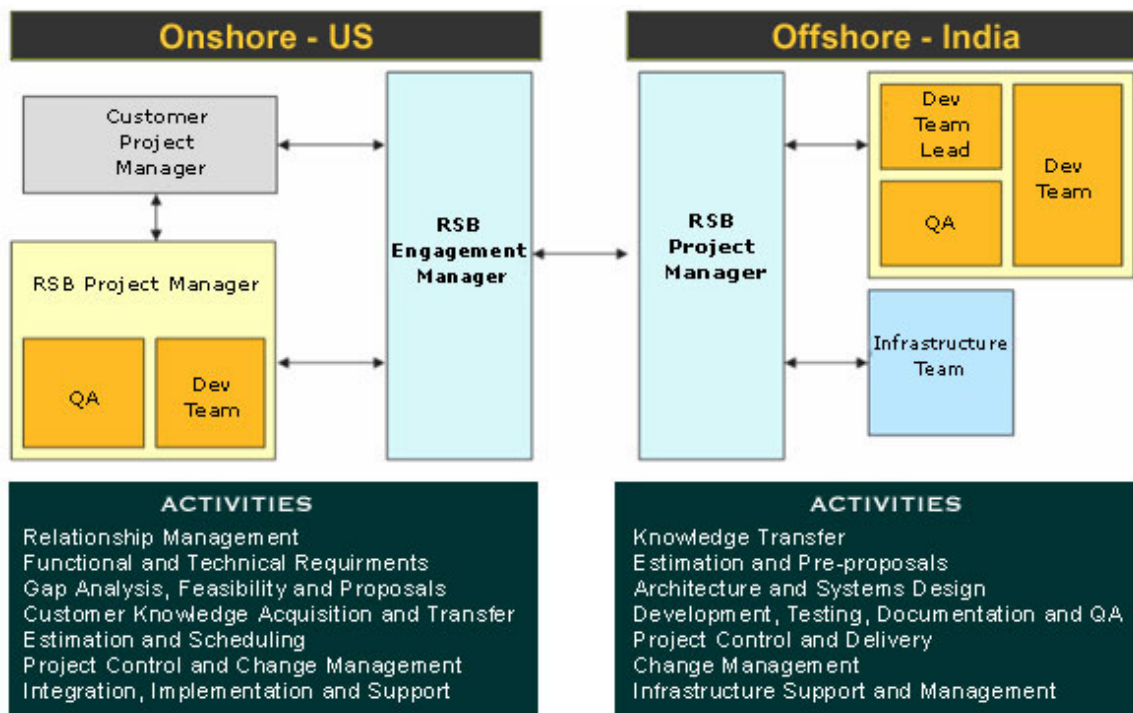 Onshore - US
Customer
Project
Manager
RSB Project Manager
QA
Dev
Team
RSB
Engagement
Manager
ACTIVITIES
Relationship Management
Functional and Technical Requirments
Gap Analysis, Feasibility and Proposals
Customer Knowledge Acquisition and Transfer
Estimation and Scheduling
Project Control and Change Management
Integration, Implementation and Support
Offshore - India
RSB
Project
Manager
Dev
Team
Lead
QA
Dev
Team
Infrastructure
Team
ACTIVITIES
Knowledge Transfer
Estimation and Pre-proposals
Architecture and Systems Design
Development, Testing, Documentation and QA
Project Control and Delivery
Change Management
Infrastructure Support and Management